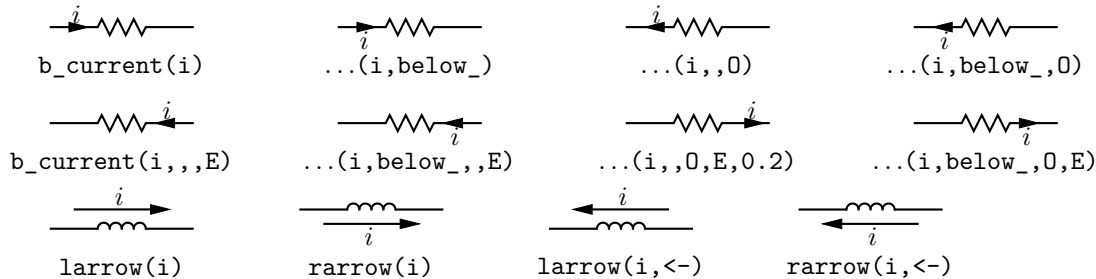 i i i i
b_current(i) ...(i,below_) ...(i,,O) ...(i,below_,O)
i i i i
b_current(i,,,E) ...(i,below_,,E) ...(i,,O,E,0.2) ...(i,below_,O,E)
i i i i
larrow(i) rarrow(i) larrow(i,<-) rarrow(i,<-)